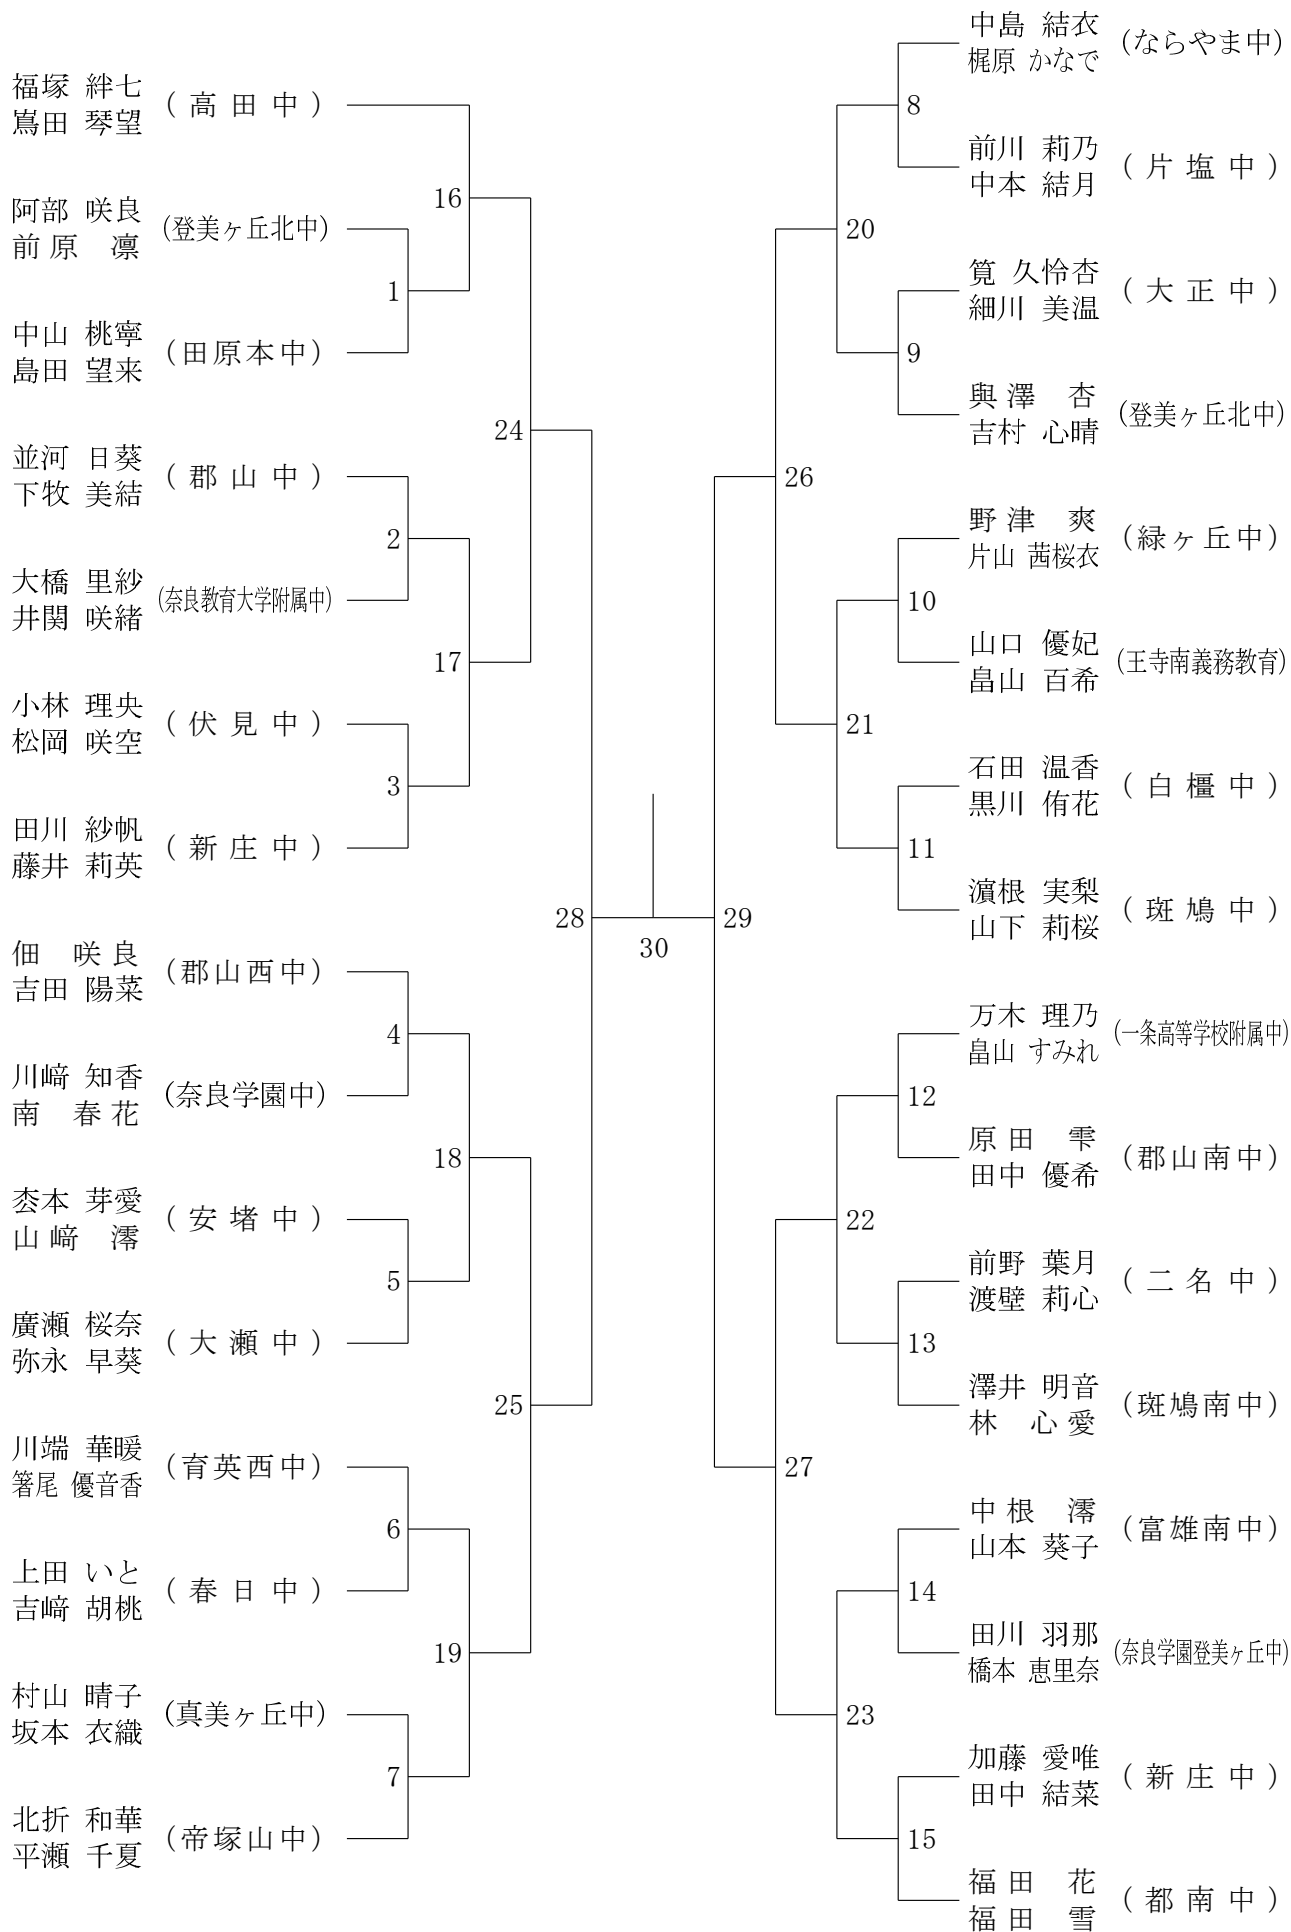 福塚 絆七
嶌田 琴望
(高田中)
阿部 咲良
前原 凛
(登美ヶ丘北中)
中山 桃寧
島田 望来
(田原本中)
並河 日葵
下牧 美結
(郡山中)
大橋 里紗
井関 咲緒
(奈良教育大学附属中)
小林 理央
松岡 咲空
(伏見中)
田川 紗帆
藤井 莉英
(新庄中)
佃 咲良
吉田 陽菜
(郡山西中)
川﨑 知香
南 春花
(奈良学園中)
枩本 芽愛
山﨑 澪
(安堵中)
廣瀬 桜奈
弥永 早葵
(大瀬中)
川端 華暖
箸尾 優音香
(育英西中)
上田 いと
吉﨑 胡桃
(春日中)
村山 晴子
坂本 衣織
(真美ヶ丘中)
北折 和華
平瀬 千夏
(帝塚山中)
1
2
3
4
5
6
7
16
17
18
19
24
25
28
30
29
26
27
20
21
22
23
8
9
10
11
12
13
14
15
中島 結衣
梶原 かなで
(ならやま中)
前川 莉乃
中本 結月
(片塩中)
筧 久怜杏
細川 美温
(大正中)
與澤 杏
吉村 心晴
(登美ヶ丘北中)
野津 爽
片山 茜桜衣
(緑ヶ丘中)
山口 優妃
畠山 百希
(王寺南義務教育)
石田 温香
黒川 侑花
(白橿中)
濵根 実梨
山下 莉桜
(斑鳩中)
万木 理乃
畠山 すみれ
(一条高等学校附属中)
原田 雫
田中 優希
(郡山南中)
前野 葉月
渡壁 莉心
(二名中)
澤井 明音
林 心愛
(斑鳩南中)
中根 澪
山本 葵子
(富雄南中)
田川 羽那
橋本 恵里奈
(奈良学園登美ヶ丘中)
加藤 愛唯
田中 結菜
(新庄中)
福田 花
福田 雪
(都南中)